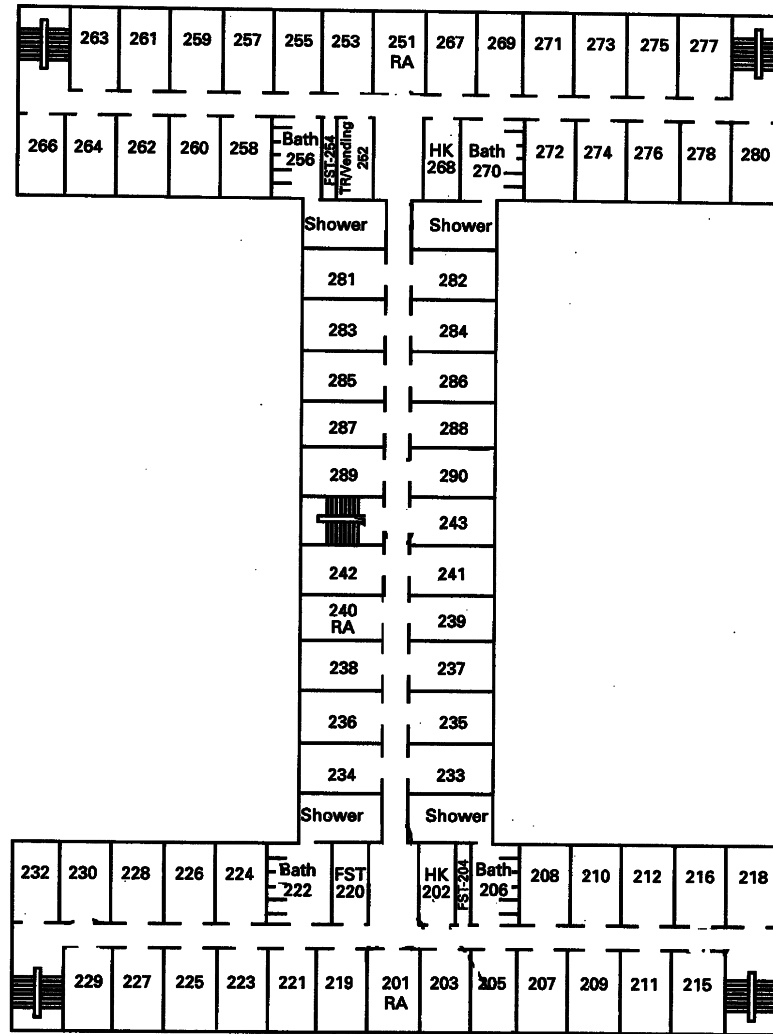 263 261 259 257 255 253 251 267 269 271 273 275 277
RA
266 264 262 260 258 Bath 256 FST-254 TR/Vending 252 HK 268 Bath 270 272 274 276 278 280
Shower Shower
281 282
283 284
285 286
287 288
289 290
243
242 241
240 239
RA
238 237
236 235
234 233
Shower Shower
232 230 228 226 224 Bath 222 FST 220 HK 202 FST-204 Bath 206 208 210 212 216 218
229 227 225 223 221 219 201 203 205 207 209 211 215
RA